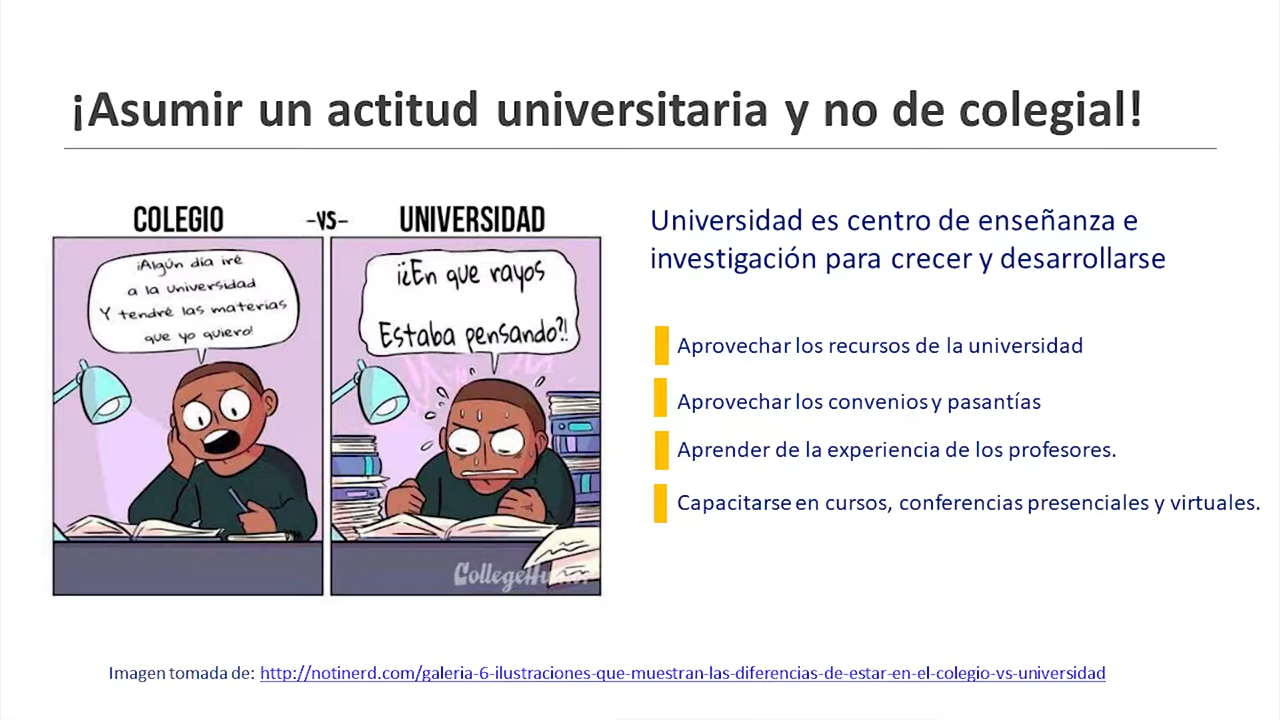 ¡Asumir un actitud universitaria y no de colegial!
COLEGIO -VS- UNIVERSIDAD
¡Algún día iré
a la universidad
Y tendré las materias
que yo quiero!
¡¿En que rayos
Estaba pensando?!
Universidad es centro de enseñanza e
investigación para crecer y desarrollarse
Aprovechar los recursos de la universidad
Aprovechar los convenios y pasantías
Aprender de la experiencia de los profesores.
Capacitarse en cursos, conferencias presenciales y virtuales.
Imagen tomada de: http://notinerd.com/galeria-6-ilustraciones-que-muestran-las-diferencias-de-estar-en-el-colegio-vs-universidad